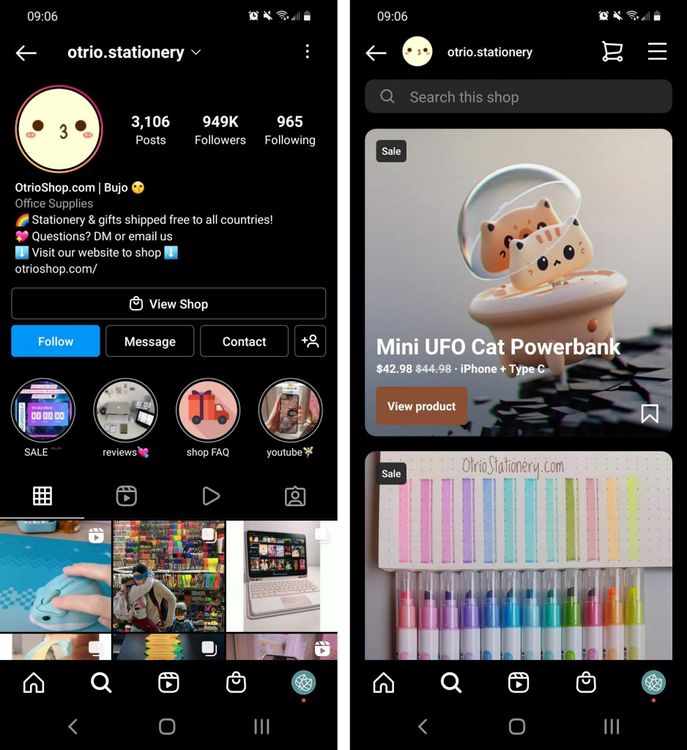 09:06
otrio.stationery
3,106
949K
965
Posts
Followers
Following
OtrioShop.com | Bujo
Office Supplies
Stationery & gifts shipped free to all countries!
Questions? DM or email us
Visit our website to shop
otrioshop.com/
View Shop
Follow
Message
Contact
SALE
reviews
shop FAQ
youtube
09:06
otrio.stationery
Search this shop
Sale
Mini UFO Cat Powerbank
$42.98 $44.98 · iPhone + Type C
View product
Sale
OtrioStationery.com